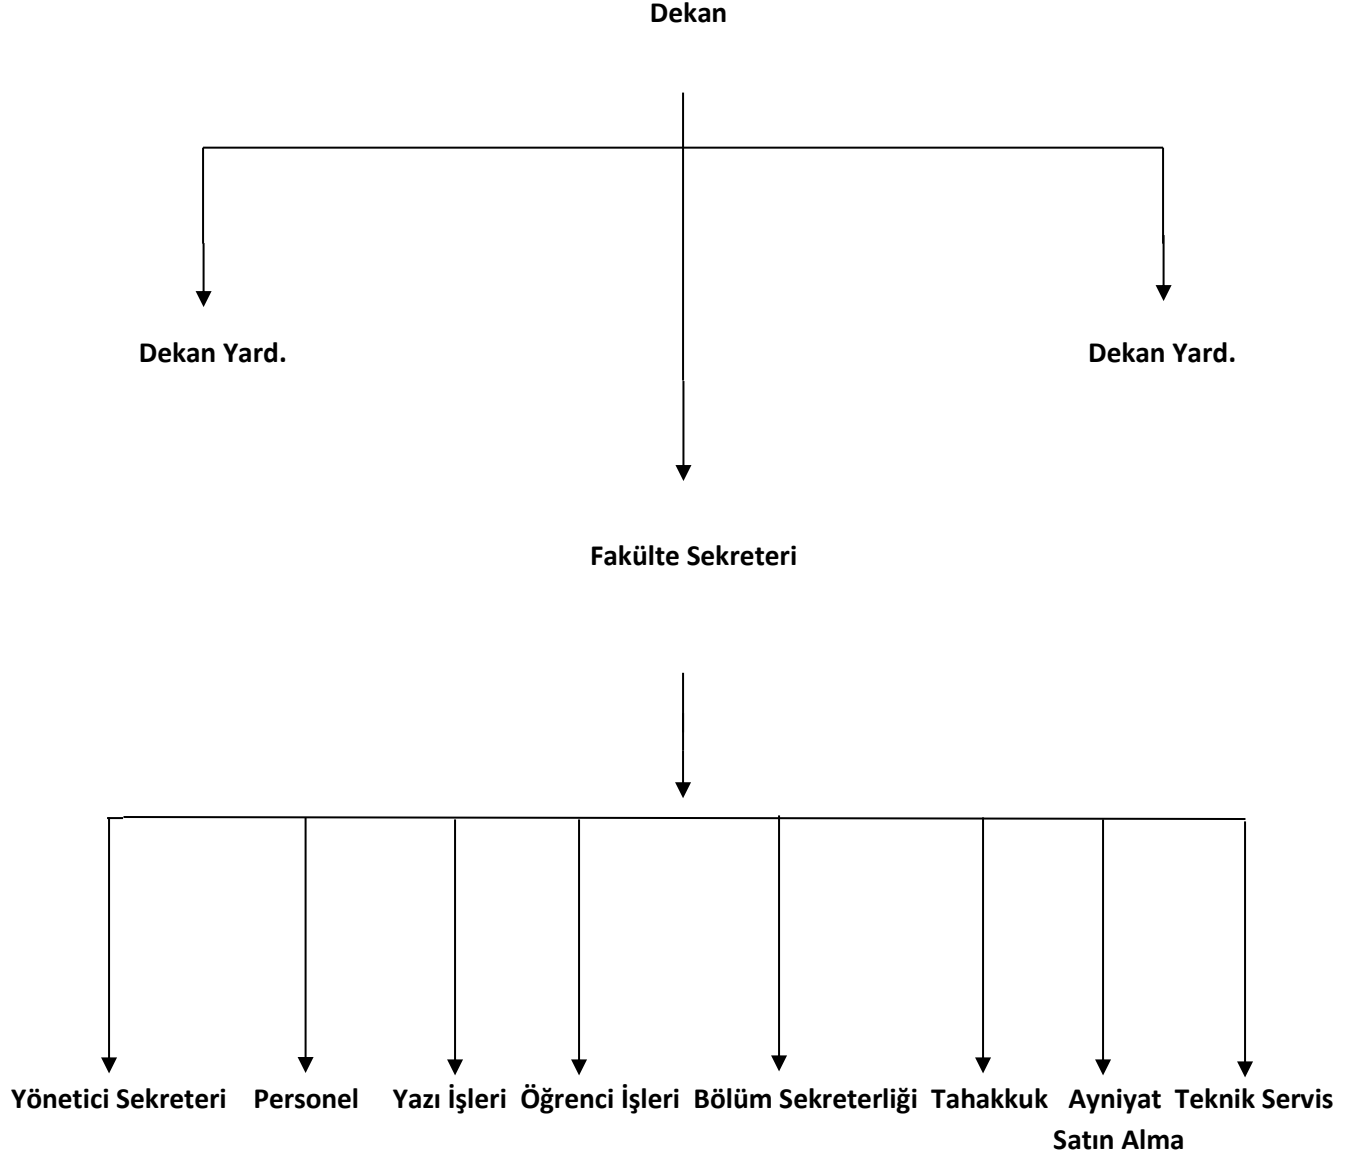 Dekan
Dekan Yard.
Dekan Yard.
Fakülte Sekreteri
Yönetici Sekreteri Personel Yazı İşleri Öğrenci İşleri Bölüm Sekreterliği Tahakkuk Ayniyat Teknik Servis
Satın Alma